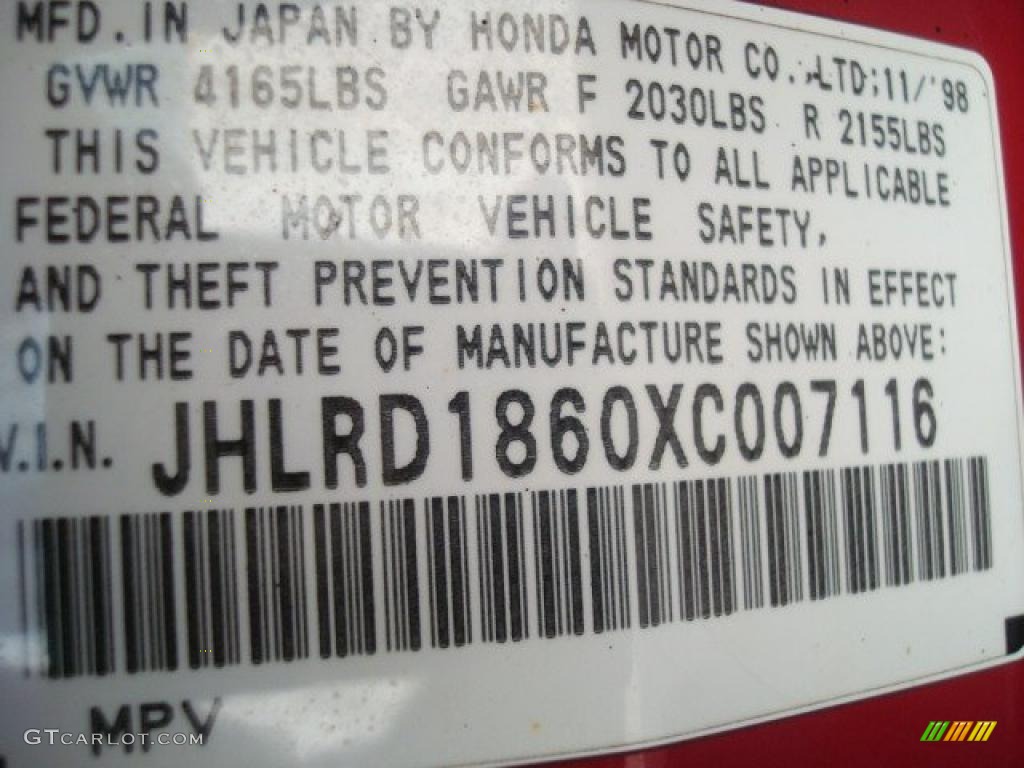 MFD. IN JAPAN BY HONDA MOTOR CO., LTD; 11/'98
GVWR 4165LBS GAWR F 2030LBS R 2155LBS
THIS VEHICLE CONFORMS TO ALL APPLICABLE
FEDERAL MOTOR VEHICLE SAFETY,
AND THEFT PREVENTION STANDARDS IN EFFECT
ON THE DATE OF MANUFACTURE SHOWN ABOVE:
V.I.N. JHLRD1860XC007116
MPV
GTCARLOT.COM